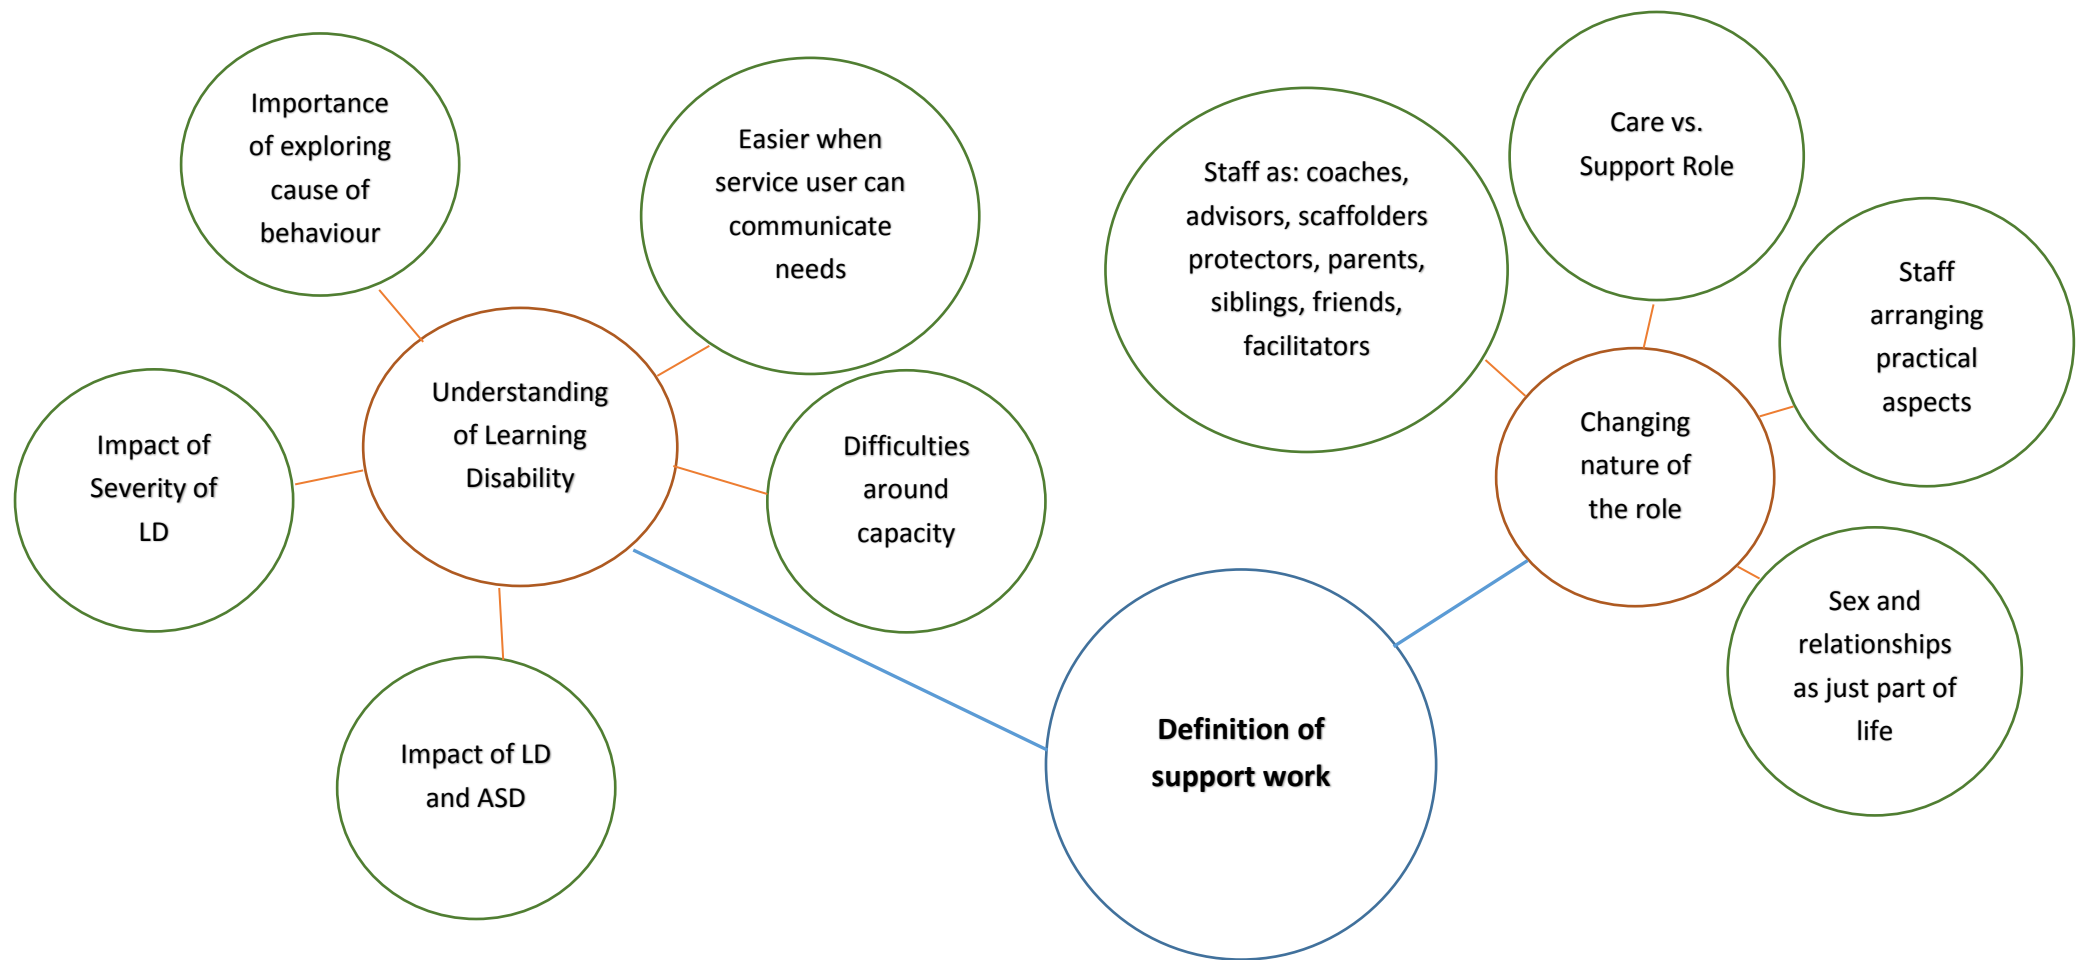 Importance
of exploring
cause of
behaviour
Easier when
service user can
communicate
needs
Understanding
of Learning
Disability
Impact of
Severity of
LD
Difficulties
around
capacity
Impact of LD
and ASD
Staff as: coaches,
advisors, scaffolders
protectors, parents,
siblings, friends,
facilitators
Care vs.
Support Role
Staff
arranging
practical
aspects
Changing
nature of
the role
Sex and
relationships
as just part of
life
Definition of
support work